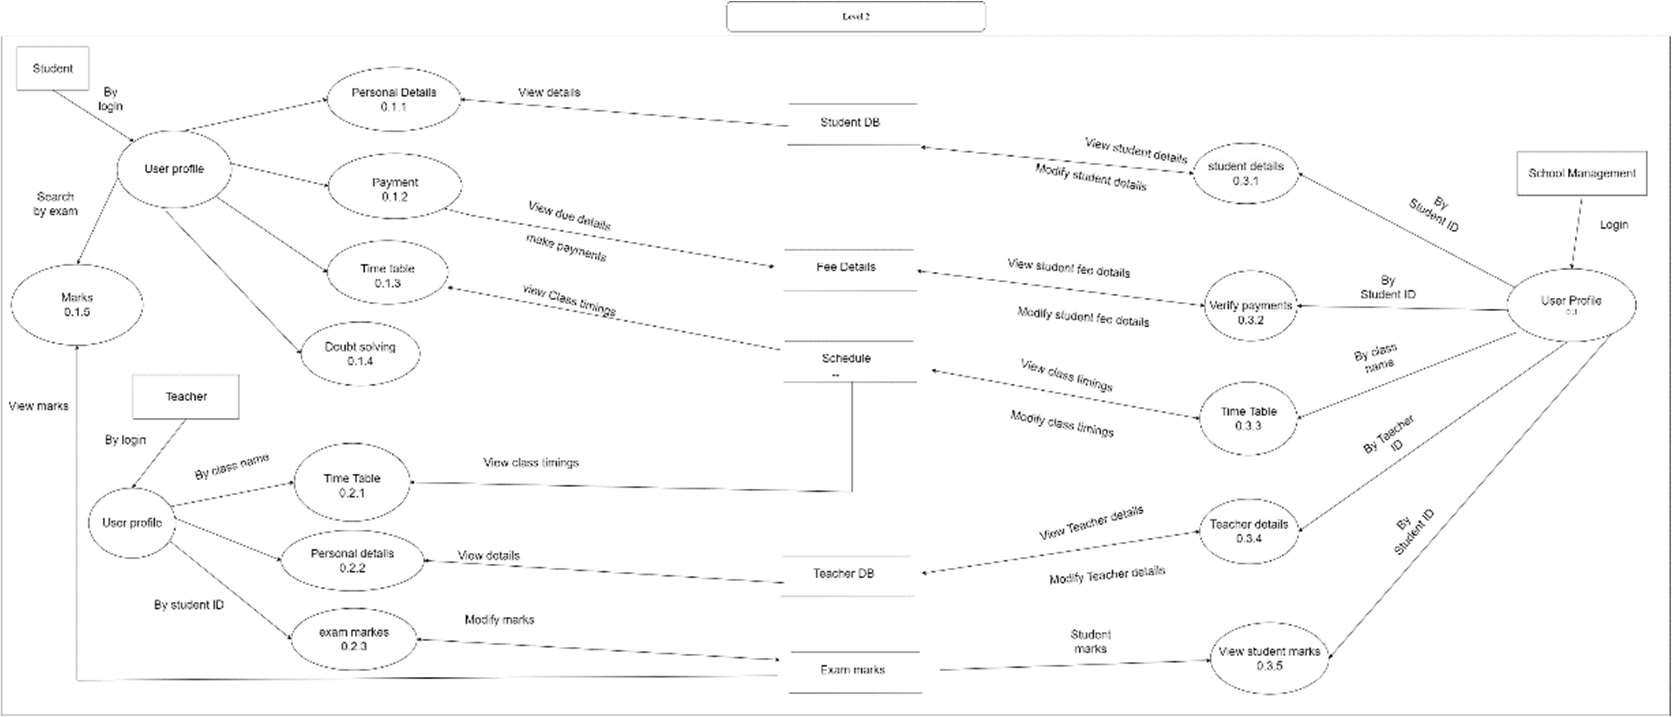 Level 2
Student
By
login
User profile
Search
by exam
Marks
0.1.5
View marks
Personal Details
0.1.1
View details
Payment
0.1.2
View due details
make payments
Time table
0.1.3
view Class timings
Doubt solving
0.1.4
Teacher
By login
User profile
By class name
Time Table
0.2.1
View class timings
Personal details
0.2.2
View details
By student ID
exam markes
0.2.3
Modify marks
Student DB
Fee Details
Schedule
Teacher DB
Exam marks
View student details
Modify student details
student details
0.3.1
By
Student ID
School Management
Login
User Profile
View student fee details
Modify student fee details
Verify payments
0.3.2
By
Student ID
View class timings
Modify class timings
Time Table
0.3.3
By class
name
View Teacher details
Modify Teacher details
Teacher details
0.3.4
By Teacher
ID
Student
marks
View student marks
0.3.5
By
Student ID